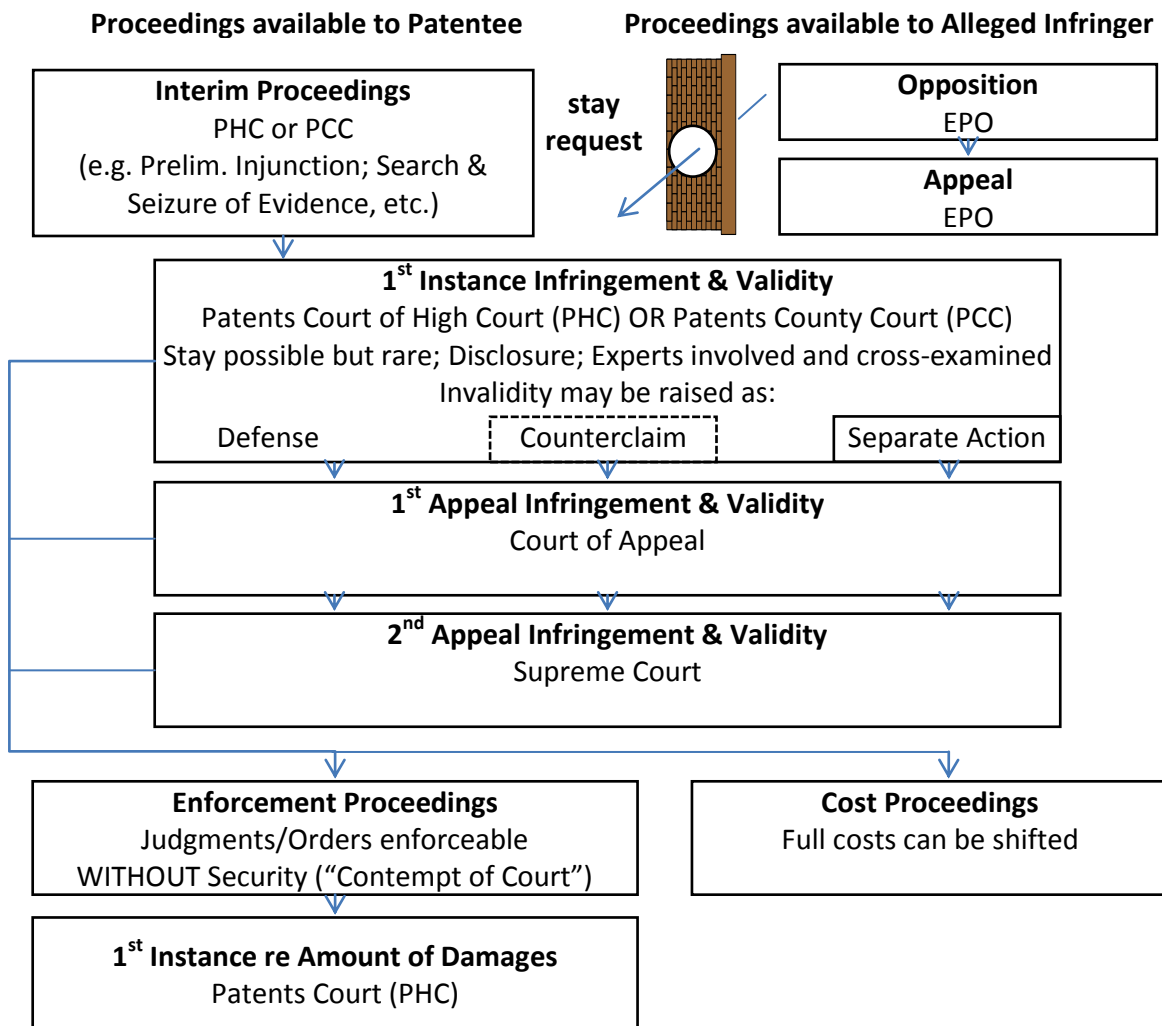 Proceedings available to Patentee
Proceedings available to Alleged Infringer
Interim Proceedings
PHC or PCC
(e.g. Prelim. Injunction; Search &
Seizure of Evidence, etc.)
stay
request
Opposition
EPO
Appeal
EPO
1st Instance Infringement & Validity
Patents Court of High Court (PHC) OR Patents County Court (PCC)
Stay possible but rare; Disclosure; Experts involved and cross-examined
Invalidity may be raised as:
Defense
Counterclaim
Separate Action
1st Appeal Infringement & Validity
Court of Appeal
2nd Appeal Infringement & Validity
Supreme Court
Enforcement Proceedings
Judgments/Orders enforceable
WITHOUT Security (“Contempt of Court”)
Cost Proceedings
Full costs can be shifted
1st Instance re Amount of Damages
Patents Court (PHC)